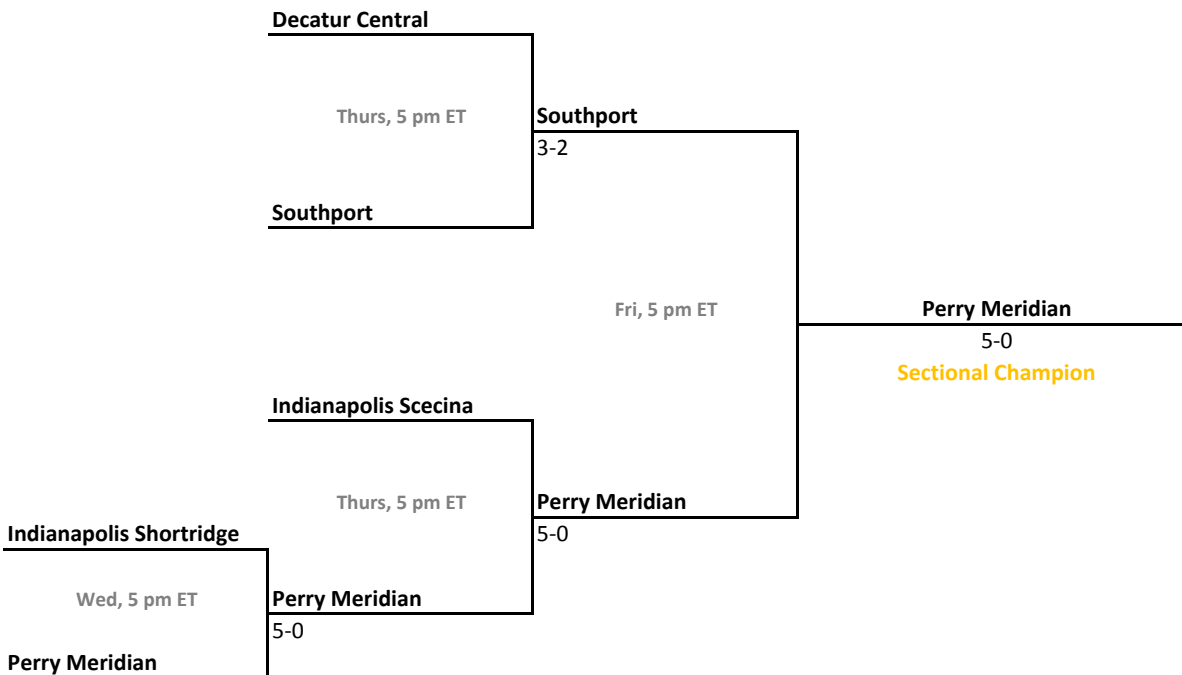 Decatur Central
Thurs, 5 pm ET
Southport
3-2
Southport
Fri, 5 pm ET
Perry Meridian
5-0
Sectional Champion
Indianapolis Scecina
Thurs, 5 pm ET
Perry Meridian
5-0
Indianapolis Shortridge
Wed, 5 pm ET
Perry Meridian
5-0
Perry Meridian